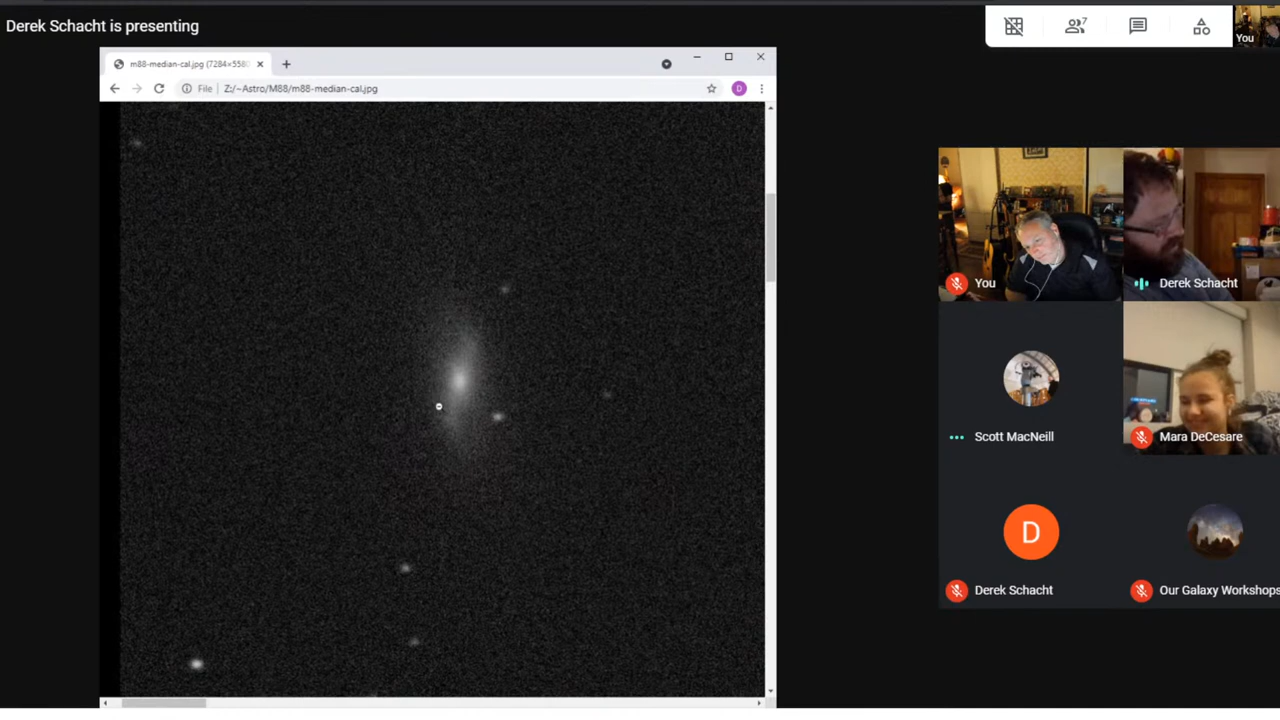 Derek Schacht is presenting
7
You
m88-median-cal.jpg (7284×558
File
Z:/~Astro/M88/m88-median-cal.jpg
D
You
Derek Schacht
Scott MacNeill
Mara DeCesare
D
Derek Schacht
Our Galaxy Workshops